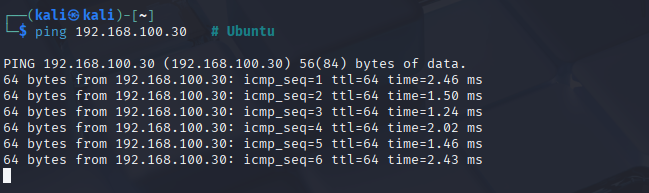 ┌──(kali㉿kali)-[~]
└─$ ping 192.168.100.30   # Ubuntu
PING 192.168.100.30 (192.168.100.30) 56(84) bytes of data.
64 bytes from 192.168.100.30: icmp_seq=1 ttl=64 time=2.46 ms
64 bytes from 192.168.100.30: icmp_seq=2 ttl=64 time=1.50 ms
64 bytes from 192.168.100.30: icmp_seq=3 ttl=64 time=1.24 ms
64 bytes from 192.168.100.30: icmp_seq=4 ttl=64 time=2.02 ms
64 bytes from 192.168.100.30: icmp_seq=5 ttl=64 time=1.46 ms
64 bytes from 192.168.100.30: icmp_seq=6 ttl=64 time=2.43 ms